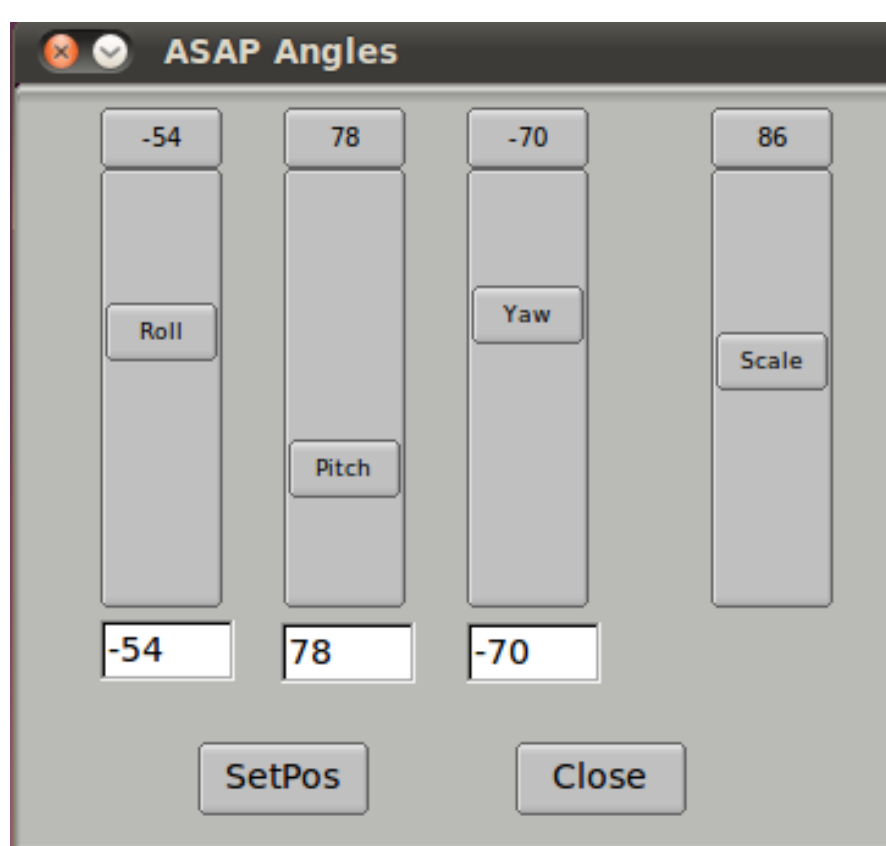 ASAP Angles
-54 78 -70 86
Yaw
Roll
Scale
Pitch
-54 78 -70
SetPos Close